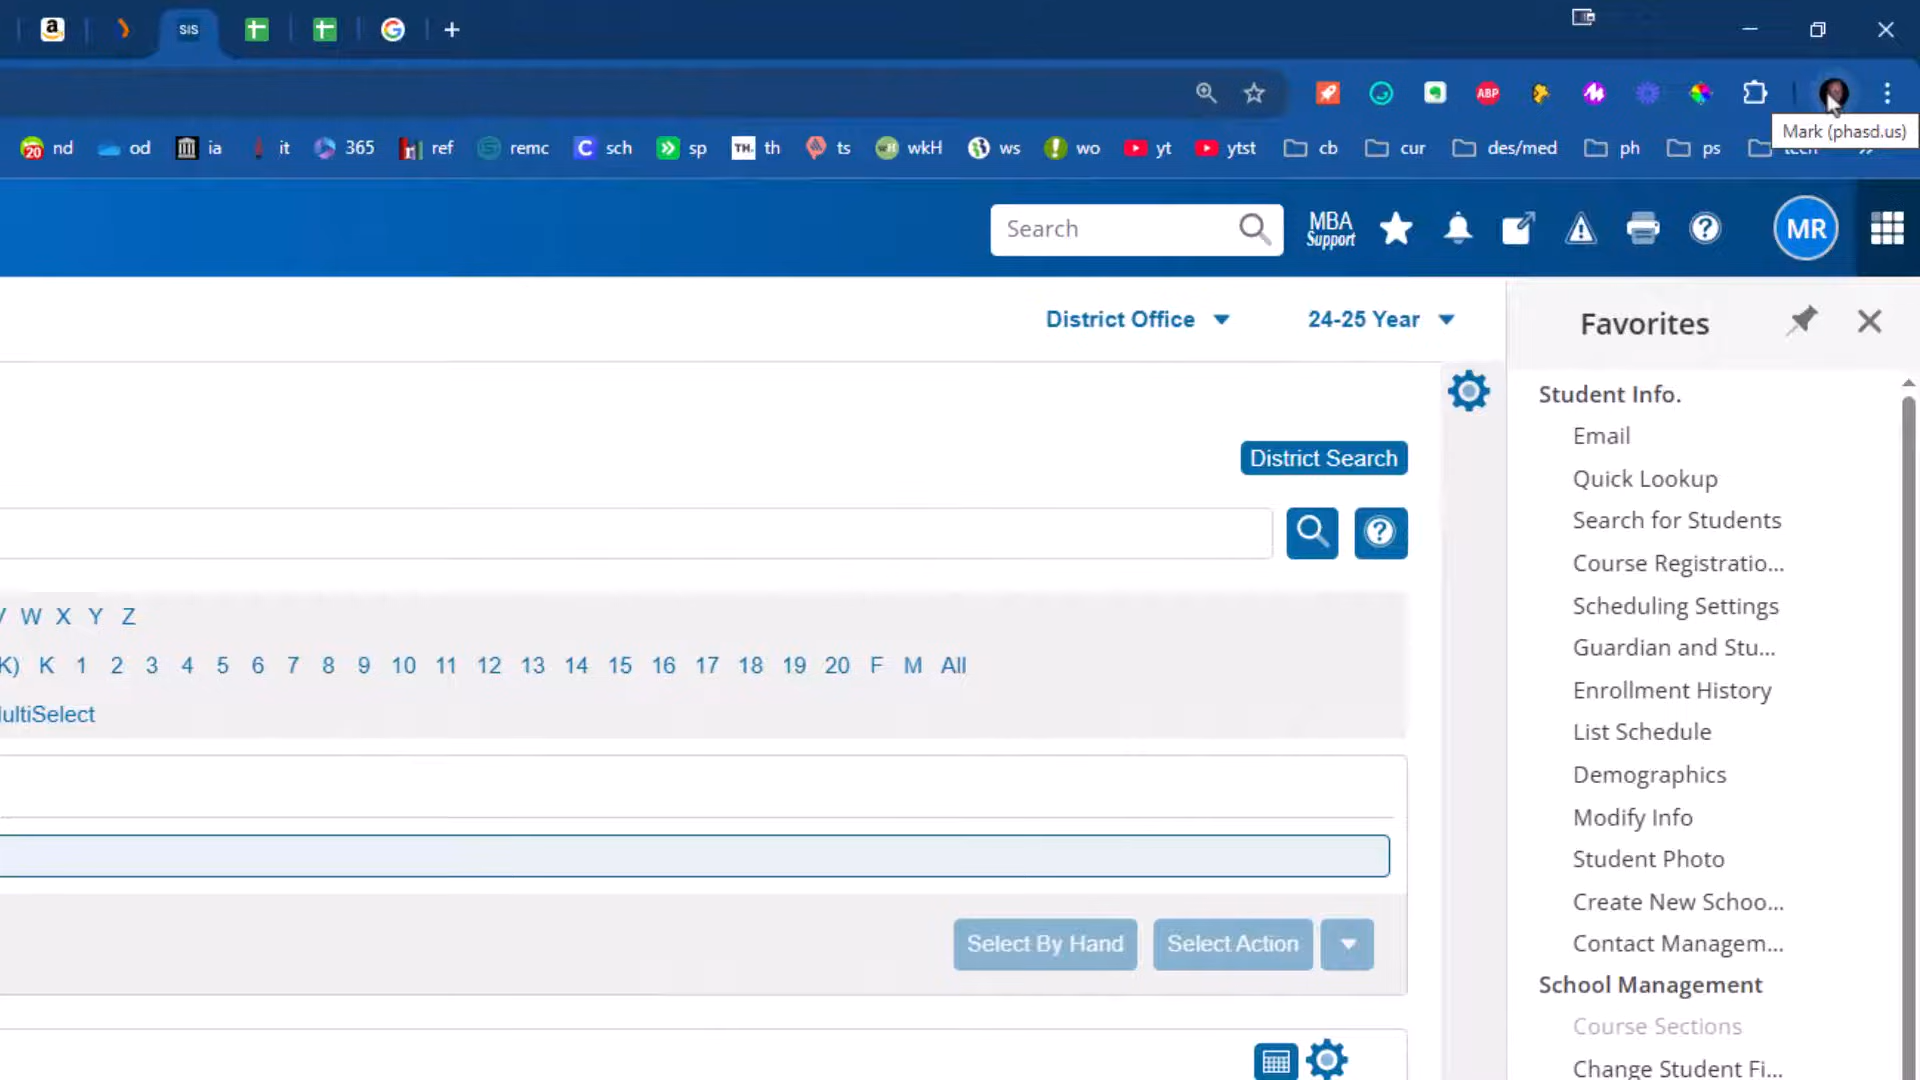 a SIS
ABP
Mark (phasd.us)
20 nd od ia it 365 ref remc C sch sp TH. th ts wkH ws wo yt ytst cb cur des/med ph ps
Search MBA Support MR
District Office 24-25 Year
Favorites
Student Info.
Email
District Search
Quick Lookup
Search for Students
Course Registratio...
Scheduling Settings
W X Y Z
Guardian and Stu...
K) K 1 2 3 4 5 6 7 8 9 10 11 12 13 14 15 16 17 18 19 20 F M All
Enrollment History
ultiSelect
List Schedule
Demographics
Modify Info
Student Photo
Create New Schoo...
Select By Hand Select Action
Contact Managem...
School Management
Course Sections
Change Student Fi...